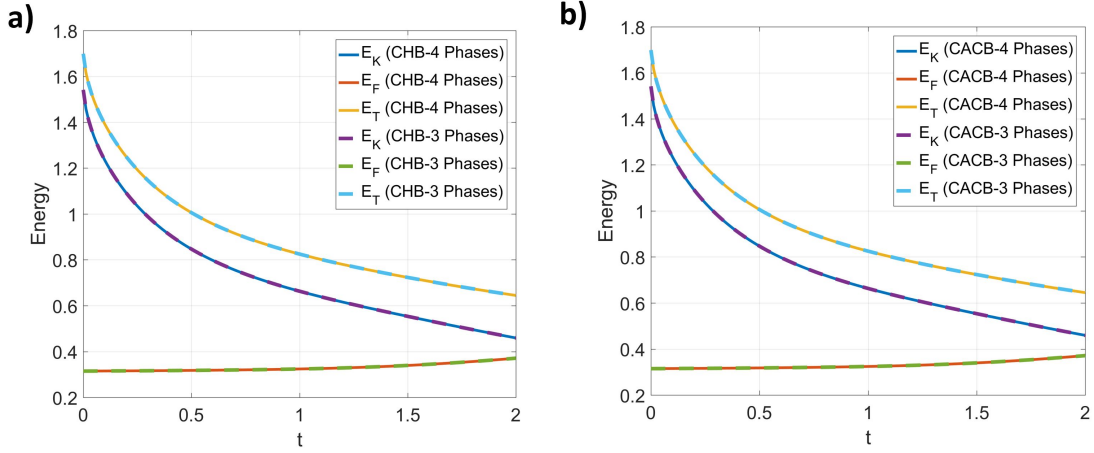 a)
1.8
1.6
1.4
1.2
1
0.8
0.6
0.4
0.2
Energy
0
0.5
1
1.5
2
t
E_K (CHB-4 Phases)
E_F (CHB-4 Phases)
E_T (CHB-4 Phases)
E_K (CHB-3 Phases)
E_F (CHB-3 Phases)
E_T (CHB-3 Phases)
b)
1.8
1.6
1.4
1.2
1
0.8
0.6
0.4
0.2
Energy
0
0.5
1
1.5
2
t
E_K (CACB-4 Phases)
E_F (CACB-4 Phases)
E_T (CACB-4 Phases)
E_K (CACB-3 Phases)
E_F (CACB-3 Phases)
E_T (CACB-3 Phases)